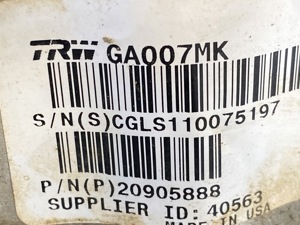 TRW GA007MK
S/N(S)CGLS110075197
P/N(P)20905888
SUPPLIER ID: 40563
MADE IN USA